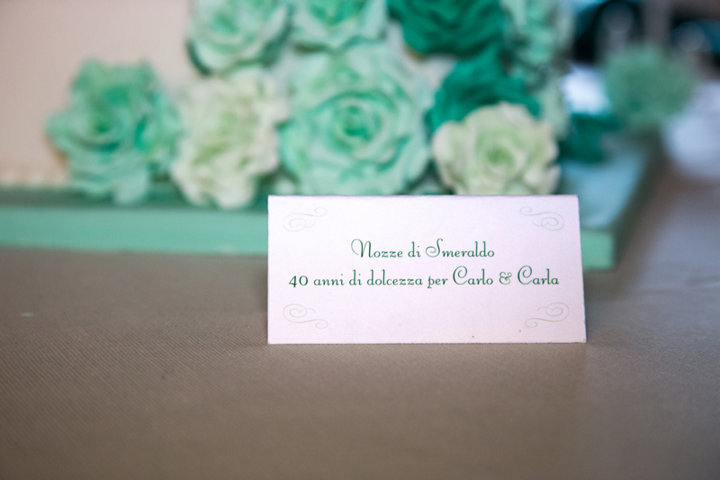 Nozze di Smeraldo
40 anni di dolcezza per Carlo & Carla